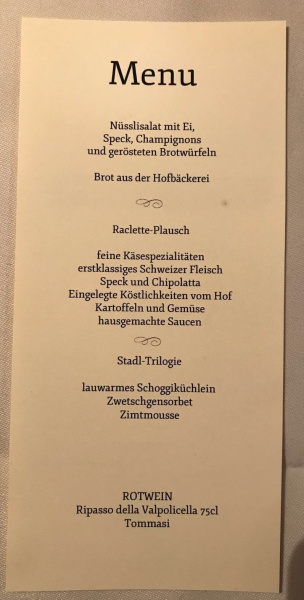 Menu
Nüsslisalat mit Ei,
Speck, Champignons
und gerösteten Brotwürfeln
Brot aus der Hofbäckerei
Raclette-Plausch
feine Käsespezialitäten
erstklassiges Schweizer Fleisch
Speck und Chipolatta
Eingelegte Köstlichkeiten vom Hof
Kartoffeln und Gemüse
hausgemachte Saucen
Stadl-Trilogie
lauwarmes Schoggiküchlein
Zwetschgensorbet
Zimtmousse
ROTWEIN
Ripasso della Valpolicella 75cl
Tommasi